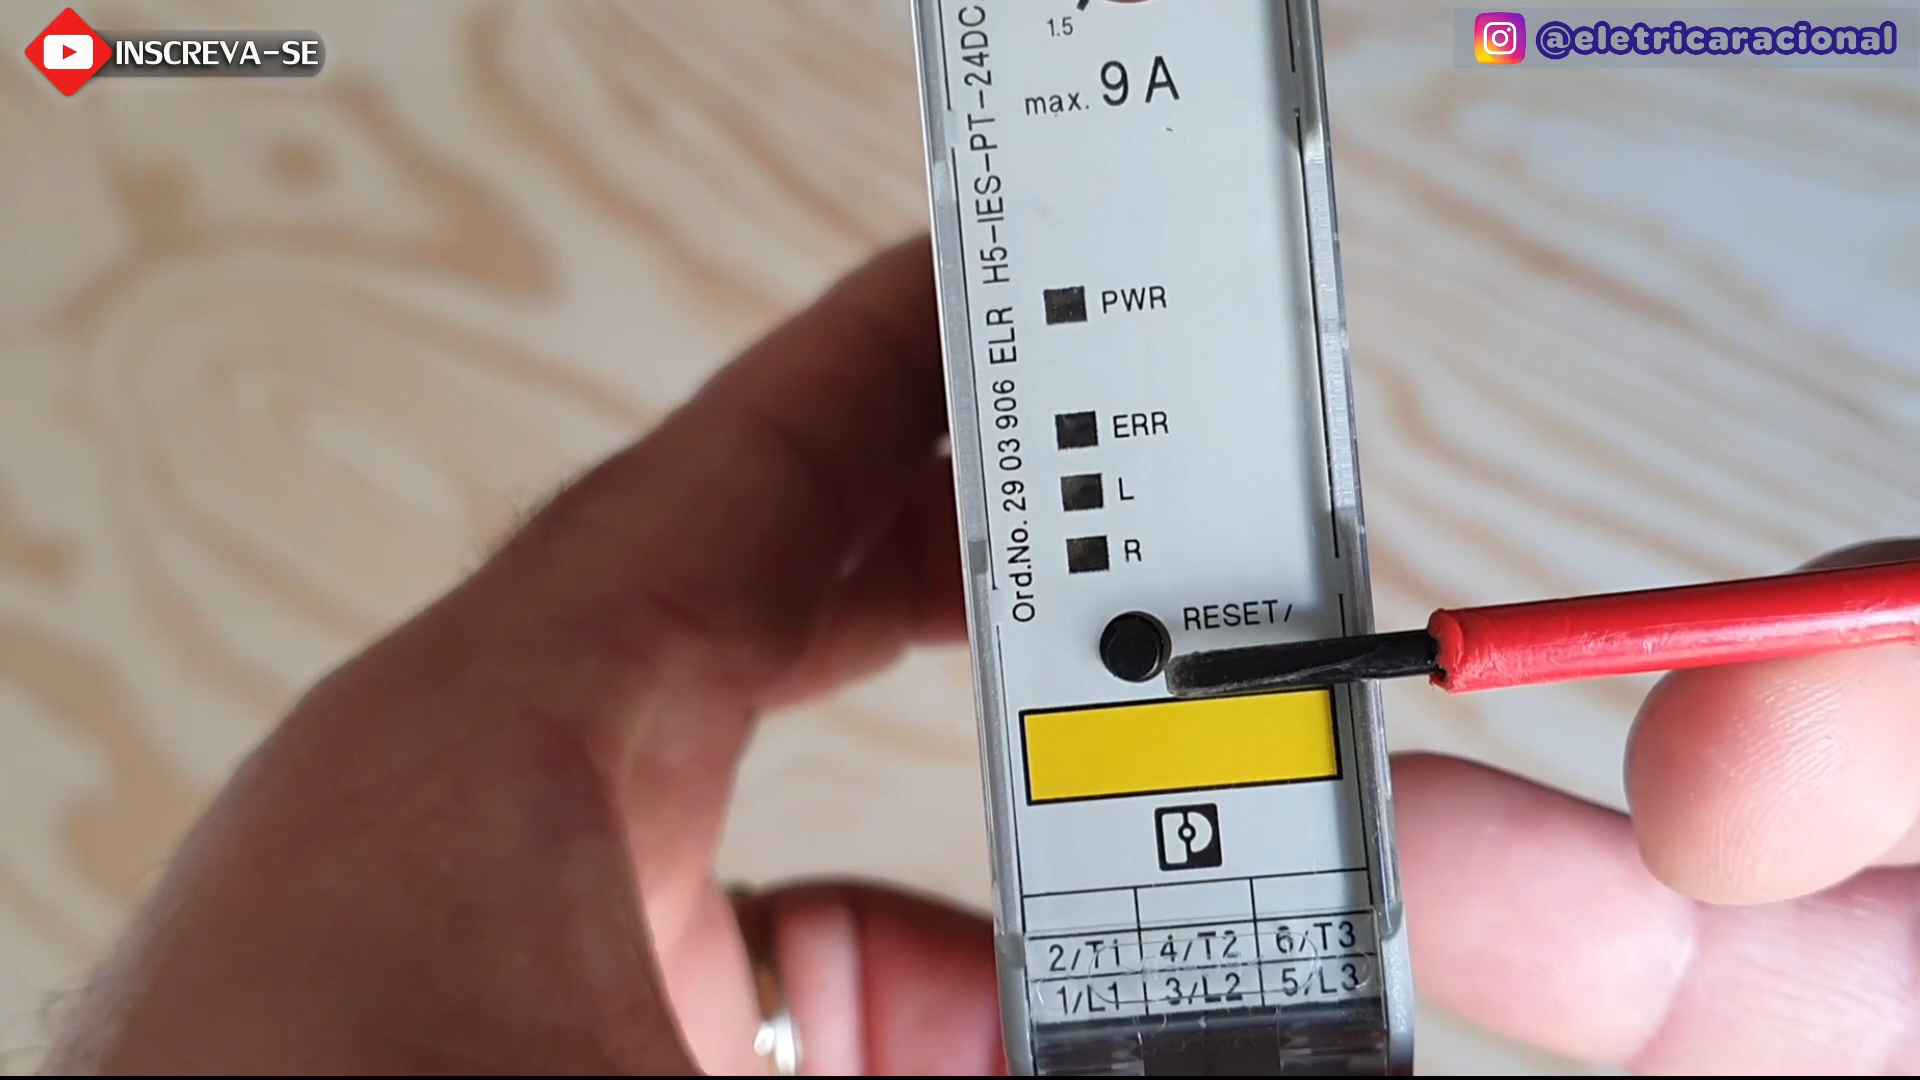 INSCREVA-SE
@eletricaracional
1.5
max. 9 A
Ord.No. 29 03 906 ELR H5-IES-PT-24DC
PWR
ERR
L
R
RESET/
2/T1 4/T2 6/T3
1/L1 3/L2 5/L3